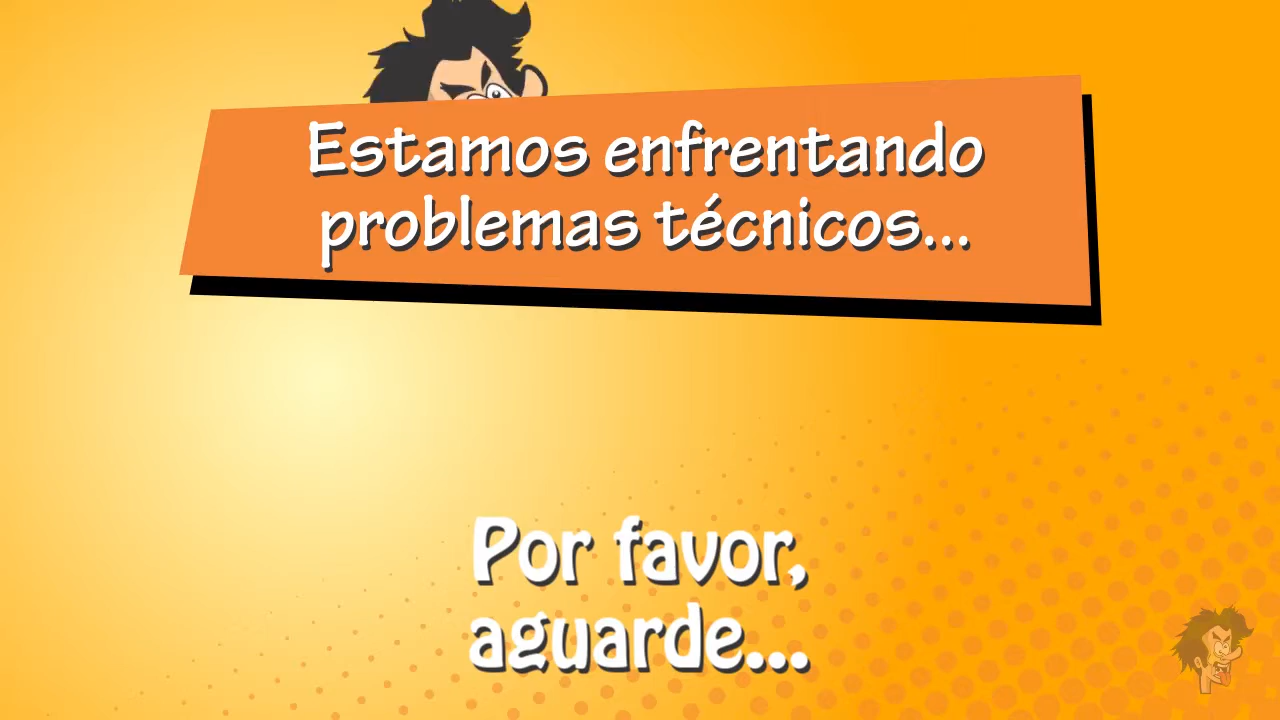 Estamos enfrentando
problemas técnicos...
Por favor,
aguarde...